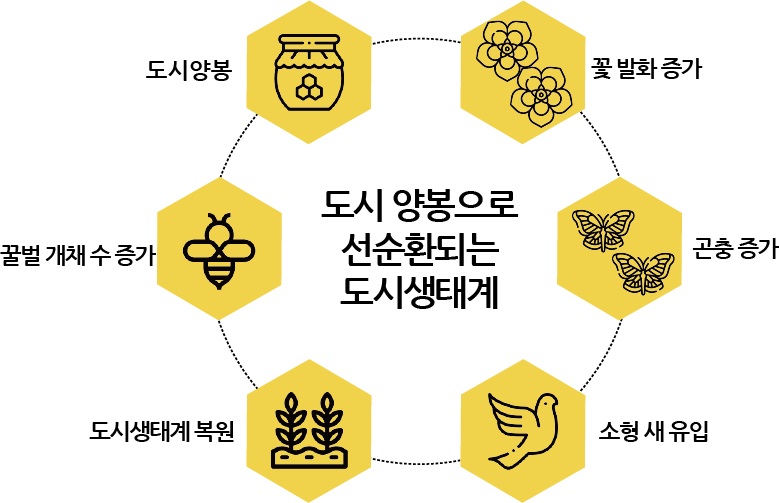 도시양봉
꽃 발화 증가
도시 양봉으로
선순환되는
도시생태계
꿀벌 개채 수 증가
곤충 증가
도시생태계 복원
소형 새 유입